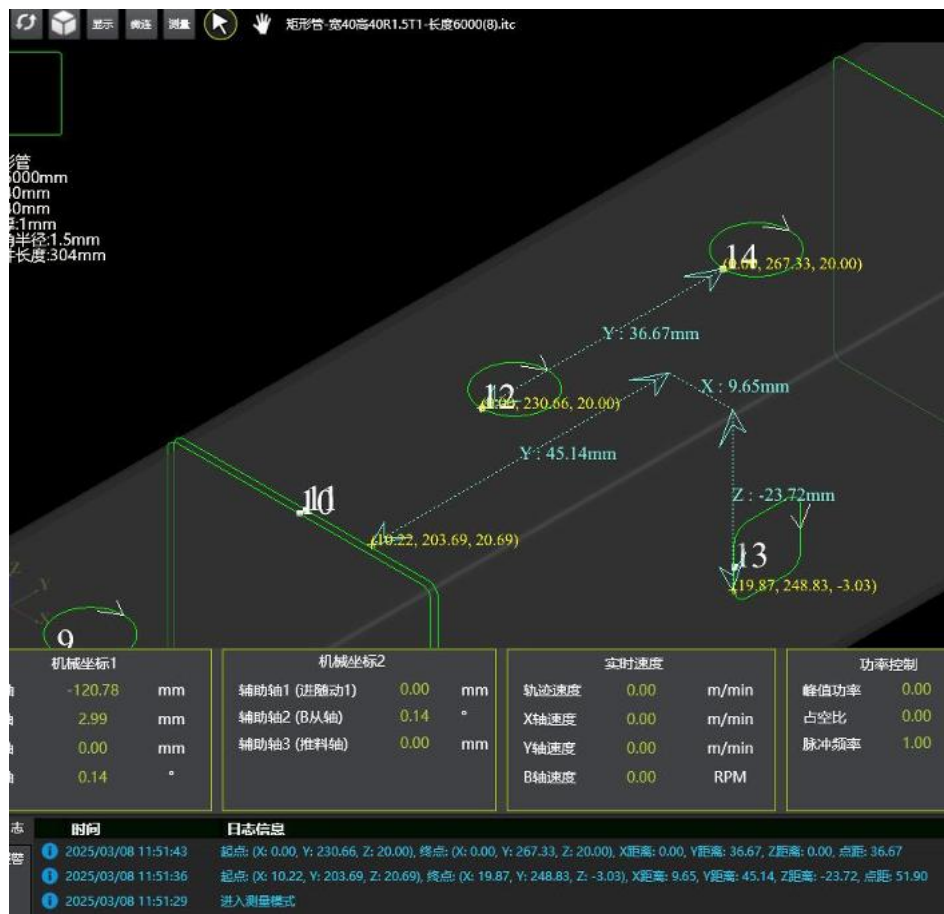 显示 微连 测量 矩形管-宽40高40R1.5T1-长度6000(8).itc
形管
6000mm
40mm
40mm
厚:1mm
角半径:1.5mm
长度:304mm
14
(0.00, 267.33, 20.00)
Y : 36.67mm
12
(0.00, 230.66, 20.00)
X : 9.65mm
Y : 45.14mm
Z : -23.72mm
(10.22, 203.69, 20.69)
13
(19.87, 248.83, -3.03)
Z
Y
9
机械坐标1
-120.78 mm
2.99 mm
0.00 mm
0.14 °
机械坐标2
辅助轴1 (进随动1) 0.00 mm
辅助轴2 (B从轴) 0.14 °
辅助轴3 (推料轴) 0.00 mm
实时速度
轨迹速度 0.00 m/min
X轴速度 0.00 m/min
Y轴速度 0.00 m/min
B轴速度 0.00 RPM
功率控制
峰值功率 0.00
占空比 0.00
脉冲频率 1.00
志 时间 日志信息
警
2025/03/08 11:51:43 起点: (X: 0.00, Y: 230.66, Z: 20.00), 终点: (X: 0.00, Y: 267.33, Z: 20.00), X距离: 0.00, Y距离: 36.67, Z距离: 0.00, 点距: 36.67
2025/03/08 11:51:36 起点: (X: 10.22, Y: 203.69, Z: 20.69), 终点: (X: 19.87, Y: 248.83, Z: -3.03), X距离: 9.65, Y距离: 45.14, Z距离: -23.72, 点距: 51.90
2025/03/08 11:51:29 进入测量模式